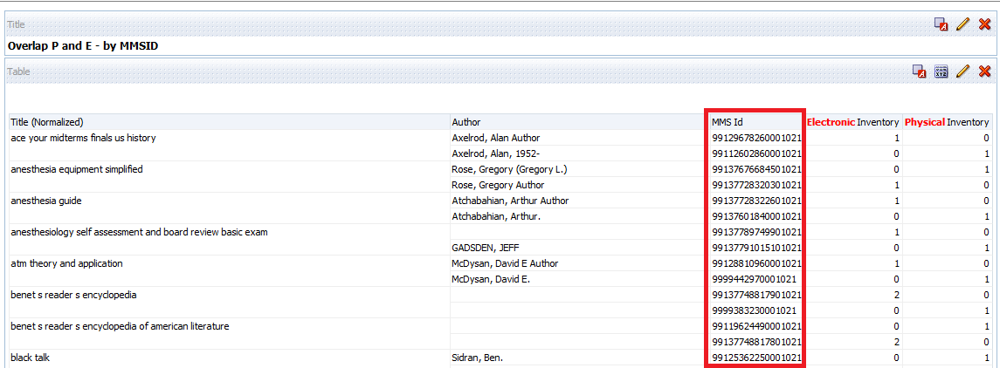 Title
Overlap P and E - by MMSID
Table
Title (Normalized) Author MMS Id Electronic Inventory Physical Inventory
ace your midterms finals us history Axelrod, Alan Author 99129678260001021 1 0
Axelrod, Alan, 1952- 99112602860001021 0 1
anesthesia equipment simplified Rose, Gregory (Gregory L.) 99137676684501021 0 1
Rose, Gregory Author 99137728320301021 1 0
anesthesia guide Atchabahian, Arthur Author 99137728322601021 1 0
Atchabahian, Arthur. 99137601840001021 0 1
anesthesiology self assessment and board review basic exam 99137789749901021 1 0
GADSDEN, JEFF 99137791015101021 0 1
atm theory and application McDysan, David E Author 99128810960001021 1 0
McDysan, David E. 9999442970001021 0 1
benet s reader s encyclopedia 99137748817901021 2 0
9999383230001021 0 1
benet s reader s encyclopedia of american literature 99119624490001021 0 1
99137748817801021 2 0
black talk Sidran, Ben. 99125362250001021 0 1